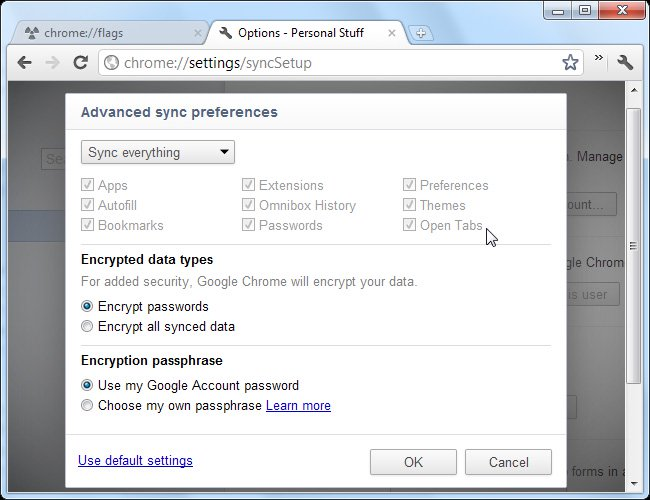 chrome://flags
Options - Personal Stuff
chrome://settings/syncSetup
Advanced sync preferences
Sync everything
Apps Extensions Preferences
Autofill Omnibox History Themes
Bookmarks Passwords Open Tabs
Encrypted data types
For added security, Google Chrome will encrypt your data.
Encrypt passwords
Encrypt all synced data
Encryption passphrase
Use my Google Account password
Choose my own passphrase Learn more
Use default settings
OK
Cancel
Manage
gle Chrom
is user
forms in a